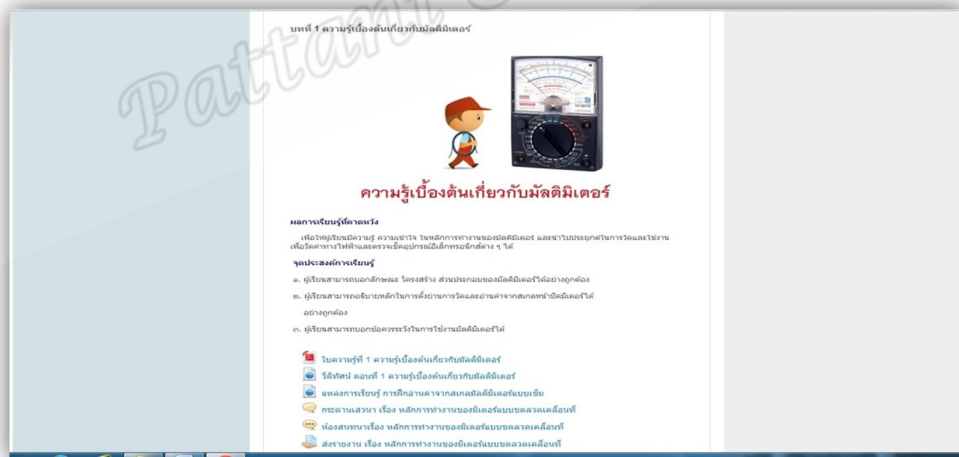 บทที่ 1 ความรู้เบื้องต้นเกี่ยวกับมัลติมิเตอร์
Pattani
ความรู้เบื้องต้นเกี่ยวกับมัลติมิเตอร์
ผลการเรียนรู้ที่คาดหวัง
เพื่อให้ผู้เรียนมีความรู้ ความเข้าใจ ในหลักการทำงานของมัลติมิเตอร์ และนำไปประยุกต์ในการวัดและใช้งาน
เพื่อวัดค่าทางไฟฟ้าและตรวจเช็คอุปกรณ์อิเล็กทรอนิกส์ต่าง ๆ ได้
จุดประสงค์การเรียนรู้
๑. ผู้เรียนสามารถบอกลักษณะ โครงสร้าง ส่วนประกอบของมัลติมิเตอร์ได้อย่างถูกต้อง
๒. ผู้เรียนสามารถอธิบายหลักในการตั้งย่านการวัดและอ่านค่าจากสเกลหน้าปัดมิเตอร์ได้
อย่างถูกต้อง
๓. ผู้เรียนสามารถบอกข้อควรระวังในการใช้งานมัลติมิเตอร์ได้
ใบความรู้ที่ 1 ความรู้เบื้องต้นเกี่ยวกับมัลติมิเตอร์
วีดิทัศน์ ตอนที่ 1 ความรู้เบื้องต้นเกี่ยวกับมัลติมิเตอร์
แหล่งการเรียนรู้ การฝึกอ่านค่าจากสเกลมัลติมิเตอร์แบบเข็ม
กระดานเสวนา เรื่อง หลักการทำงานของมิเตอร์แบบขดลวดเคลื่อนที่
ห้องสนทนาเรื่อง หลักการทำงานของมิเตอร์แบบขดลวดเคลื่อนที่
ส่งรายงาน เรื่อง หลักการทำงานของมิเตอร์แบบขดลวดเคลื่อนที่